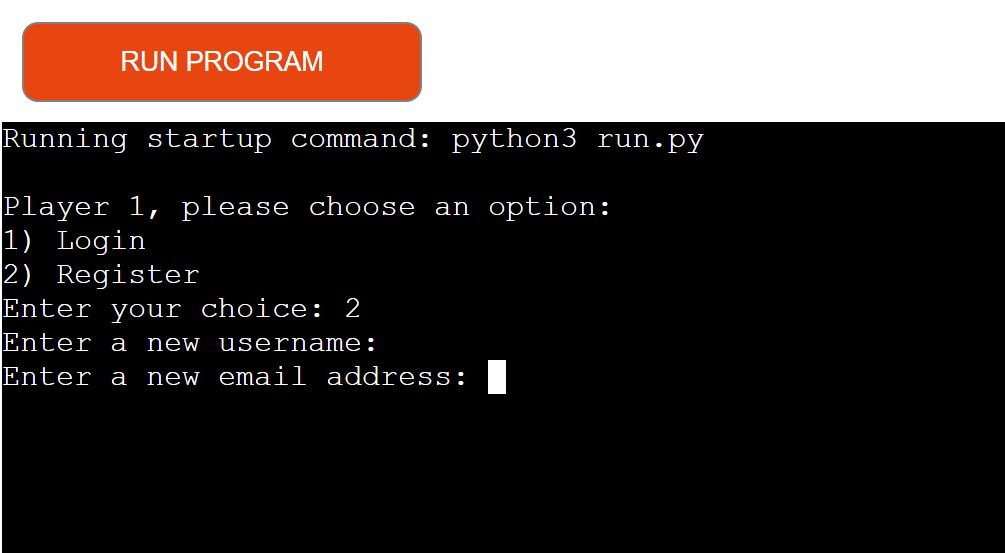 RUN PROGRAM
Running startup command: python3 run.py
Player 1, please choose an option:
1) Login
2) Register
Enter your choice: 2
Enter a new username:
Enter a new email address: